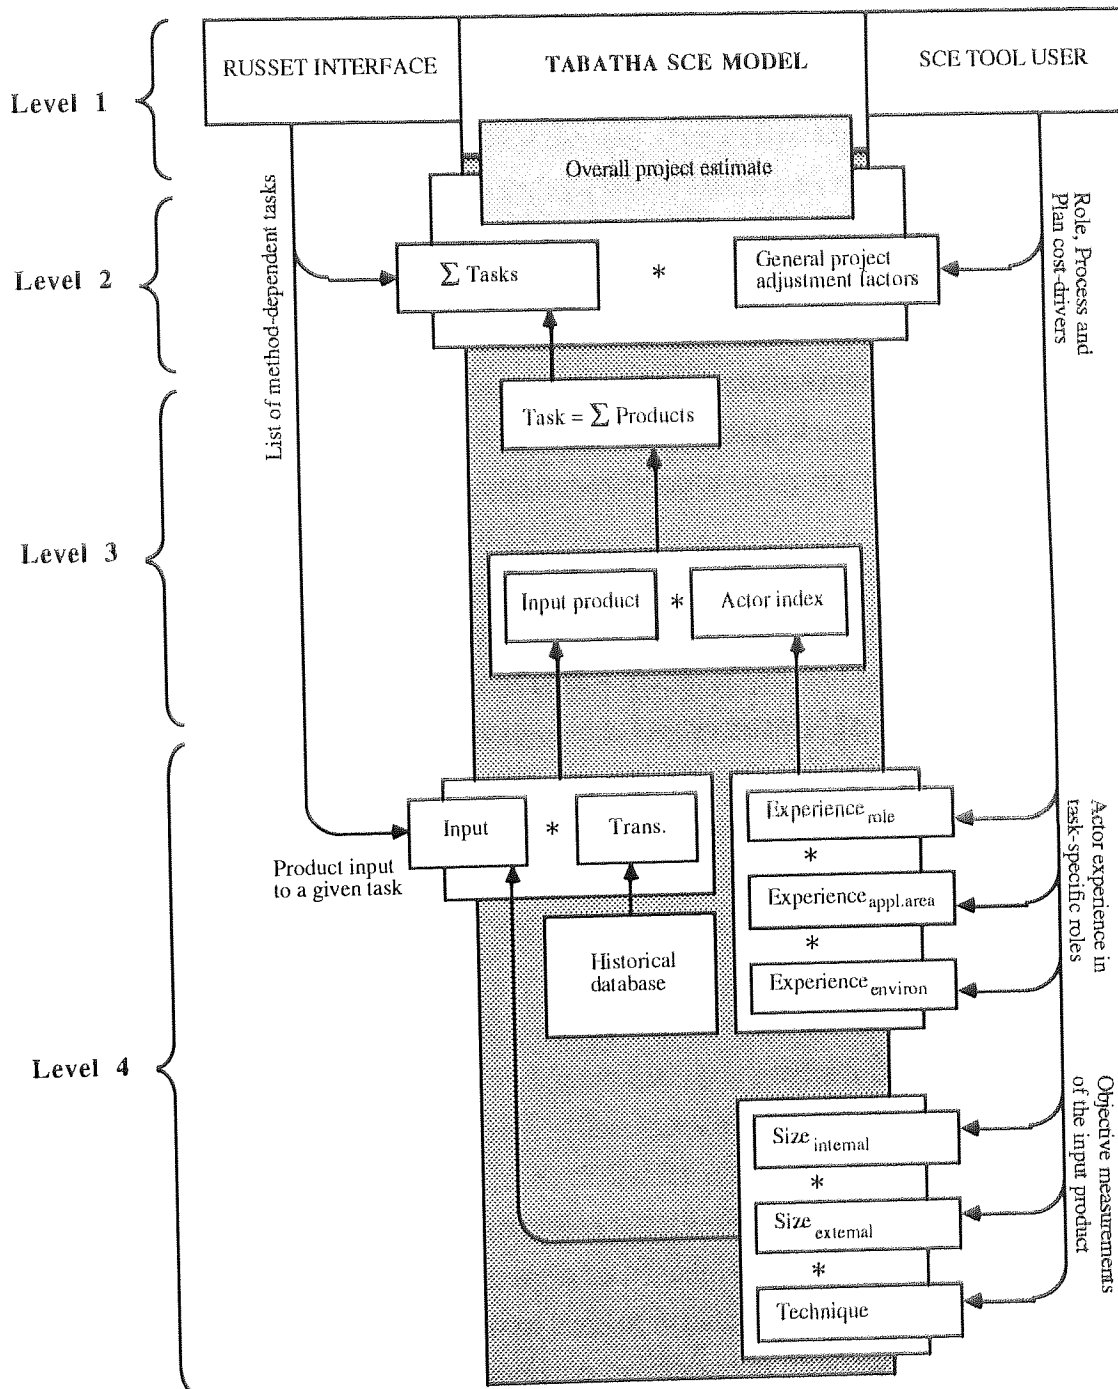 Level 1
RUSSET INTERFACE
TABATHA SCE MODEL
SCE TOOL USER
Overall project estimate
List of method-dependent tasks
Role, Process and
Plan cost-drivers
Level 2
Σ Tasks
*
General project
adjustment factors
Level 3
Task = Σ Products
Input product
*
Actor index
Level 4
Input
*
Trans.
Product input
to a given task
Historical
database
Experience role
*
Experience appl.area
*
Experience environ
Actor experience in
task-specific roles
Size internal
*
Size external
*
Technique
Objective measurements
of the input product